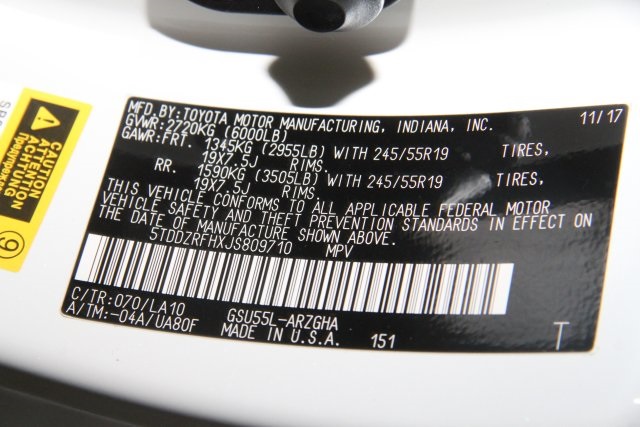 MFD.BY:TOYOTA MOTOR MANUFACTURING, INDIANA, INC. 11/17
GVWR:2720KG (6000LB)
GAWR:FRT. 1345KG (2955LB) WITH 245/55R19 TIRES,
19X7.5J RIMS.
RR. 1590KG (3505LB) WITH 245/55R19 TIRES,
19X7.5J RIMS.
THIS VEHICLE CONFORMS TO ALL APPLICABLE FEDERAL MOTOR
VEHICLE SAFETY AND THEFT PREVENTION STANDARDS IN EFFECT ON
THE DATE OF MANUFACTURE SHOWN ABOVE.
5TDDZRFHXJS809710 MPV
C/TR:070/LA10
A/TM:-04A/UA80F
GSU55L-ARZGHA
MADE IN U.S.A. 151
T
CAUTION
ATTENTION
ACHTUNG
9